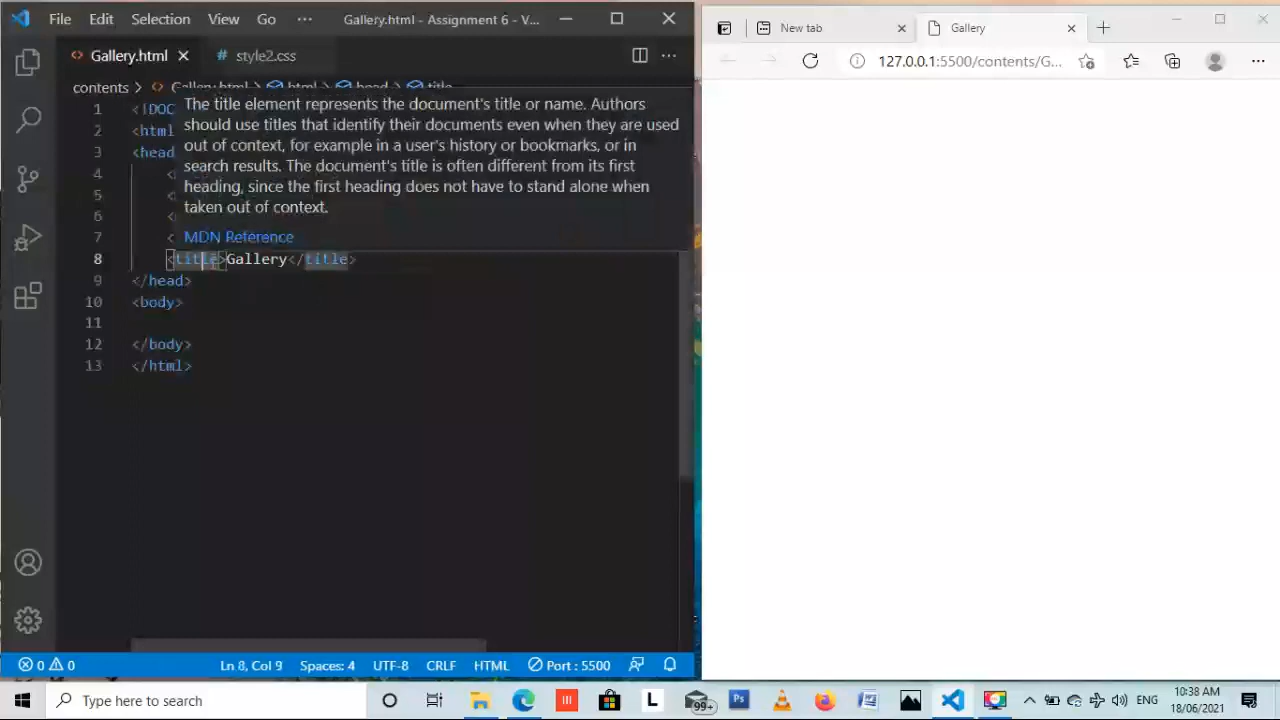 File Edit Selection View Go ··· Gallery.html - Assignment 6 - V...
Gallery.html style2.css ···
contents > Gallery.html > html > head > title
The title element represents the document's title or name. Authors
should use titles that identify their documents even when they are used
out of context, for example in a user's history or bookmarks, or in
search results. The document's title is often different from its first
heading, since the first heading does not have to stand alone when
taken out of context.
MDN Reference
1 <!DOC
2 <html
3 <head
4 <
5 <
6 <
7 <
8 <title>Gallery</title>
9 </head>
10 <body>
11
12 </body>
13 </html>
0 0 Ln 8, Col 9 Spaces: 4 UTF-8 CRLF HTML Port : 5500
New tab Gallery
127.0.0.1:5500/contents/G...
Type here to search
L
99+
Ps
ENG
10:38 AM
18/06/2021